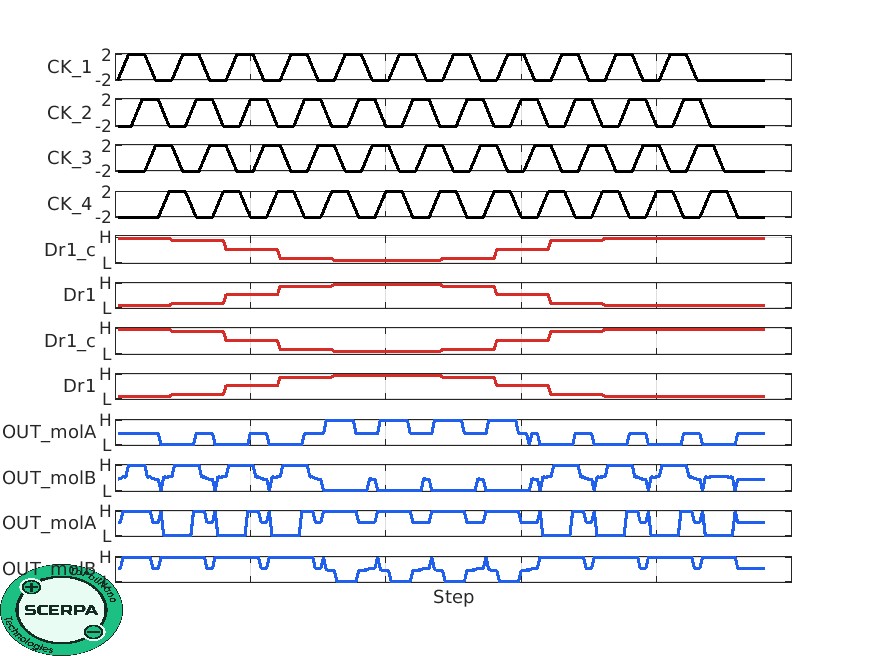 CK_1 2 -2
CK_2 2 -2
CK_3 2 -2
CK_4 2 -2
Dr1_c H L
Dr1 H L
Dr1_c H L
Dr1 H L
OUT_molA H L
OUT_molB H L
OUT_molA H L
OUT_molB H
Step
SCERPA
Technologies